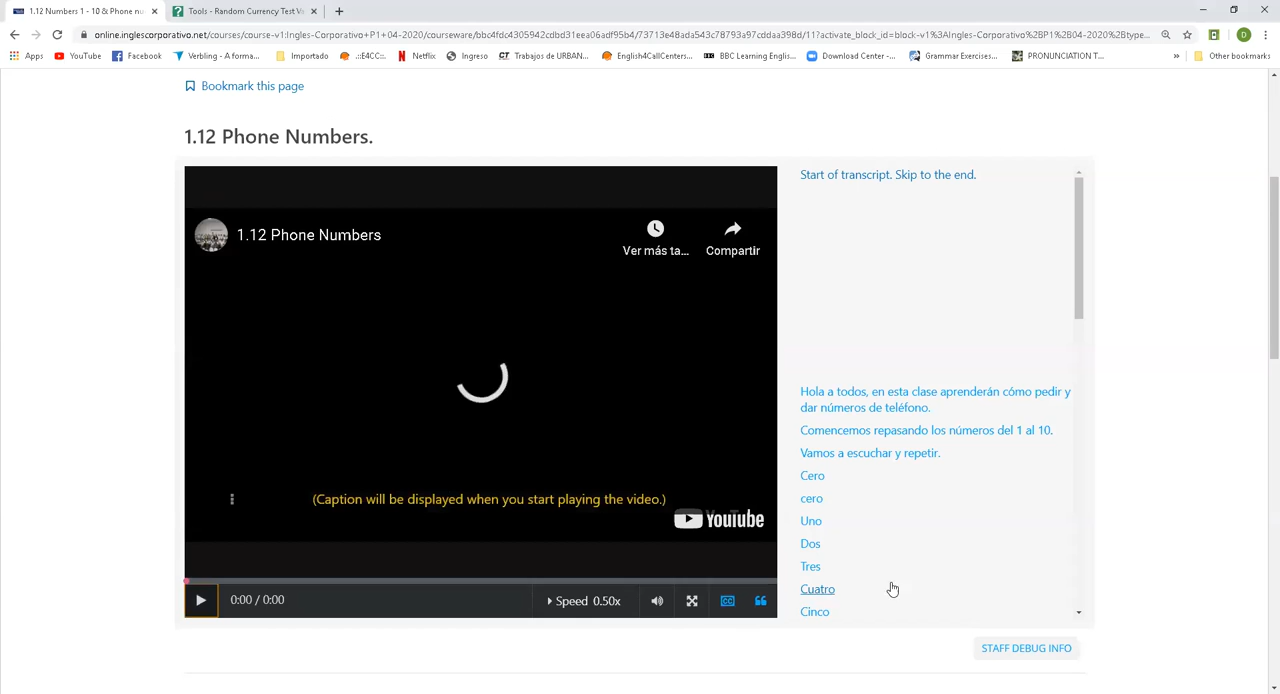 1.12 Numbers 1 - 10 & Phone nu
Tools - Random Currency Test V
online.inglescorporativo.net/courses/course-v1:Ingles-Corporativo+P1+04-2020/courseware/bbc4fdc4305942cdbd31eea06adf95b4/73713e48ada543c78793a97cddaa398d/11?activate_block_id=block-v1%3AIngles-Corporativo%2BP1%2B04-2020%2Btype...
D
Apps YouTube Facebook Verbling - A forma... Importado .::E4CC::. Netflix Ingreso Trabajos de URBAN... English4CallCenters... BBC Learning Englis... Download Center -... Grammar Exercises... PRONUNCIATION T... » Other bookmarks
Bookmark this page
1.12 Phone Numbers.
1.12 Phone Numbers
Ver más ta...
Compartir
(Caption will be displayed when you start playing the video.)
YouTube
0:00 / 0:00
Speed 0.50x
CC
Start of transcript. Skip to the end.
Hola a todos, en esta clase aprenderán cómo pedir y
dar números de teléfono.
Comencemos repasando los números del 1 al 10.
Vamos a escuchar y repetir.
Cero
cero
Uno
Dos
Tres
Cuatro
Cinco
STAFF DEBUG INFO